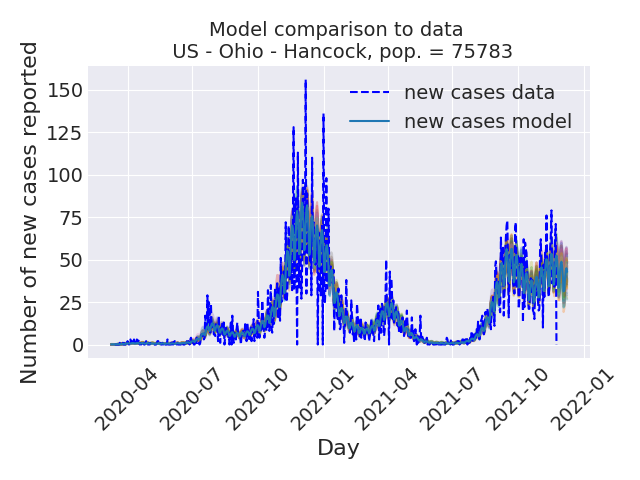 Model comparison to data
US - Ohio - Hancock, pop. = 75783
Number of new cases reported
150
125
100
75
50
25
0
new cases data
new cases model
2020-04
2020-07
2020-10
2021-01
2021-04
2021-07
2021-10
2022-01
Day